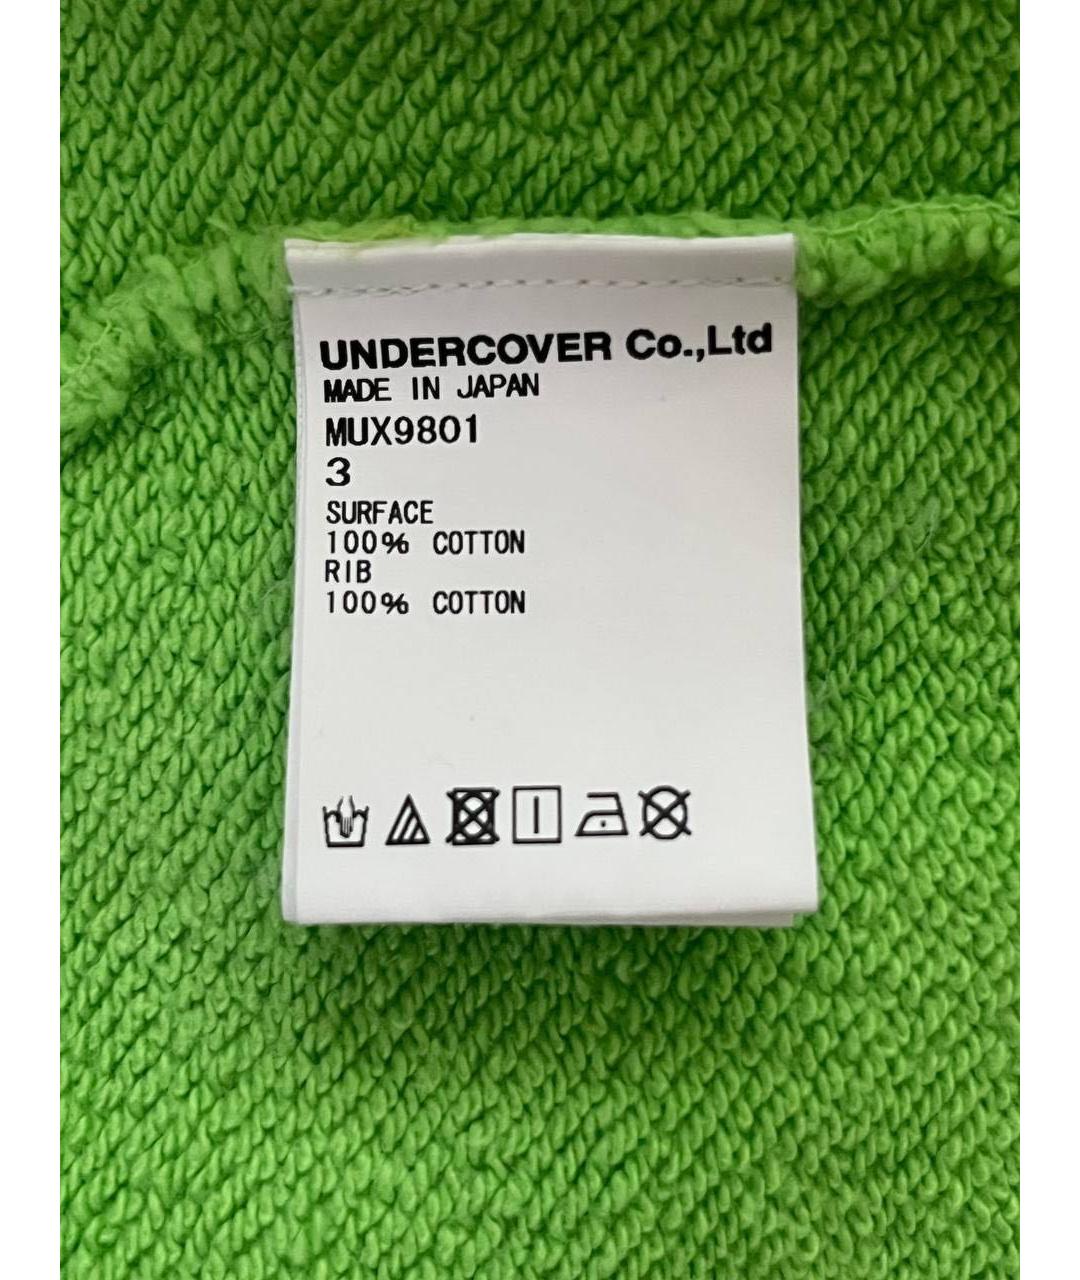 UNDERCOVER Co.,Ltd
MADE IN JAPAN
MUX9801
3
SURFACE
100% COTTON
RIB
100% COTTON